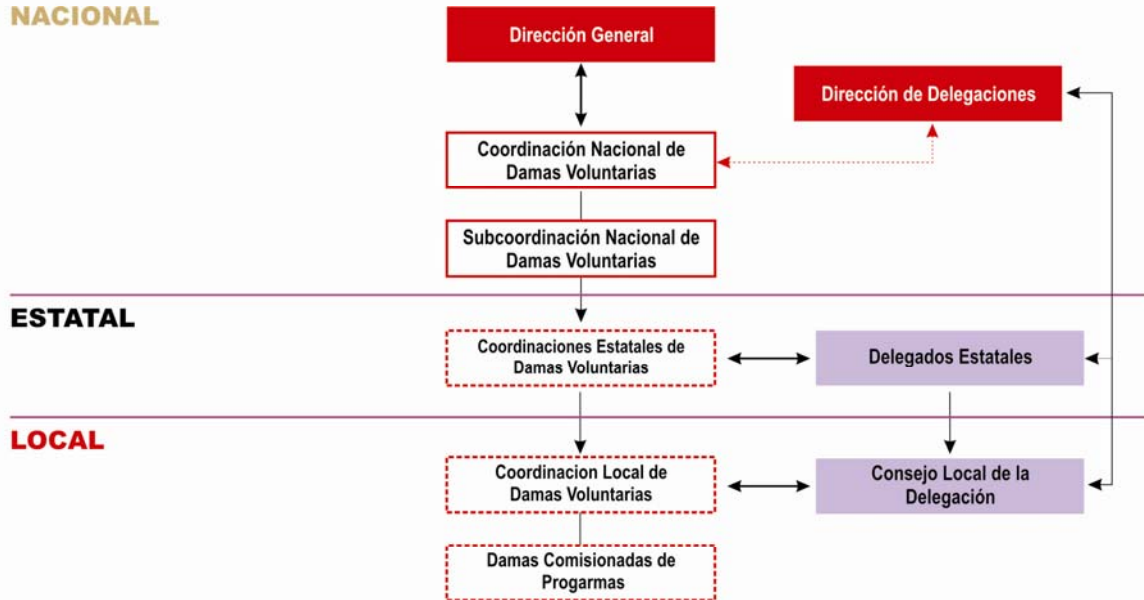 NACIONAL
Dirección General
Dirección de Delegaciones
Coordinación Nacional de
Damas Voluntarias
Subcoordinación Nacional de
Damas Voluntarias
ESTATAL
Coordinaciones Estatales de
Damas Voluntarias
Delegados Estatales
LOCAL
Coordinacion Local de
Damas Voluntarias
Consejo Local de la
Delegación
Damas Comisionadas de
Progarmas